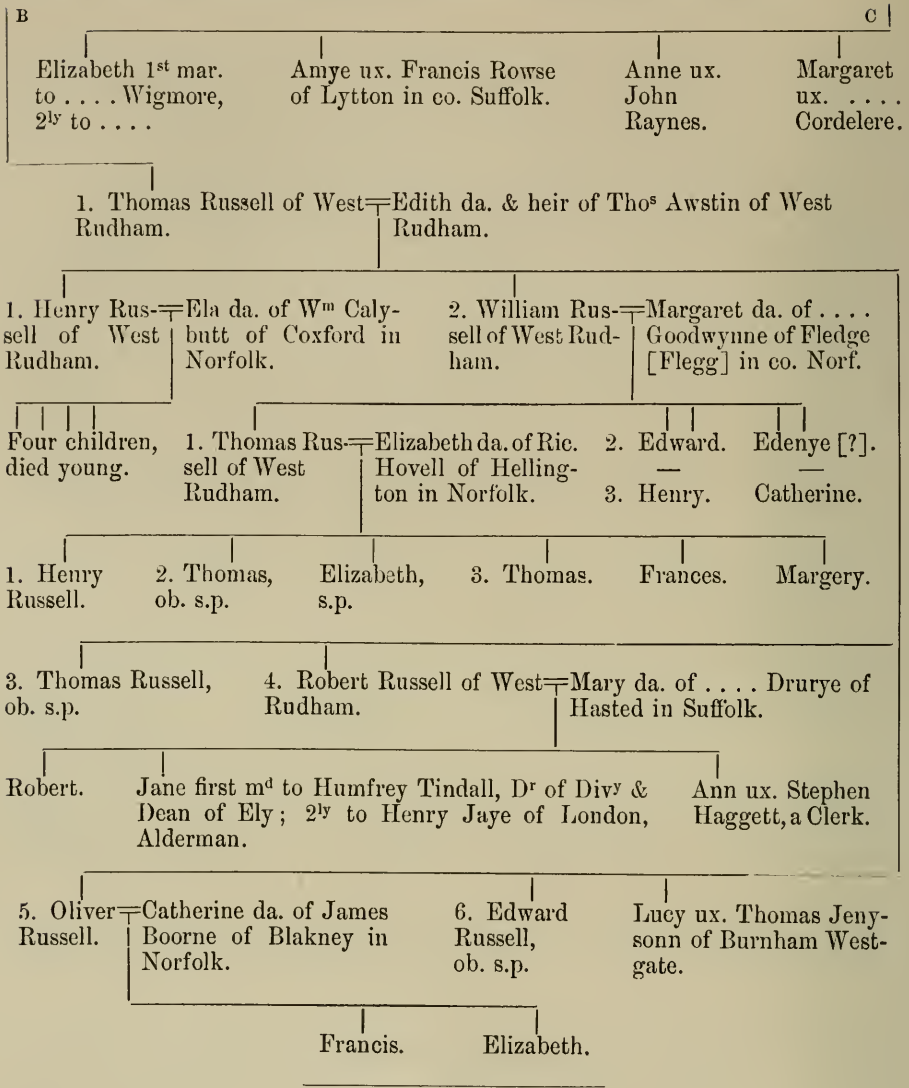 B C
Elizabeth 1st mar. Amye ux. Francis Rowse Anne ux. Margaret
to . . . . Wigmore, of Lytton in co. Suffolk. John ux. . . . .
2ly to . . . . Raynes. Cordelere.
1. Thomas Russell of West Edith da. & heir of Thos Awstin of West
Rudham. Rudham.
1. Henry Rus- Ela da. of Wm Caly- 2. William Rus- Margaret da. of . . . .
sell of West butt of Coxford in sell of West Rud- Goodwynne of Fledge
Rudham. Norfolk. ham. [Flegg] in co. Norf.
Four children, 1. Thomas Rus- Elizabeth da. of Ric. 2. Edward. Edenye [?].
died young. sell of West Hovell of Helling- — —
Rudham. ton in Norfolk. 3. Henry. Catherine.
1. Henry 2. Thomas, Elizabeth, 3. Thomas. Frances. Margery.
Russell. ob. s.p. s.p.
3. Thomas Russell, 4. Robert Russell of West Mary da. of . . . . Drurye of
ob. s.p. Rudham. Hasted in Suffolk.
Robert. Jane first md to Humfrey Tindall, Dr of Divy & Ann ux. Stephen
Dean of Ely ; 2ly to Henry Jaye of London, Haggett, a Clerk.
Alderman.
5. Oliver Catherine da. of James 6. Edward Lucy ux. Thomas Jeny-
Russell. Boorne of Blakney in Russell, sonn of Burnham West-
Norfolk. ob. s.p. gate.
Francis. Elizabeth.